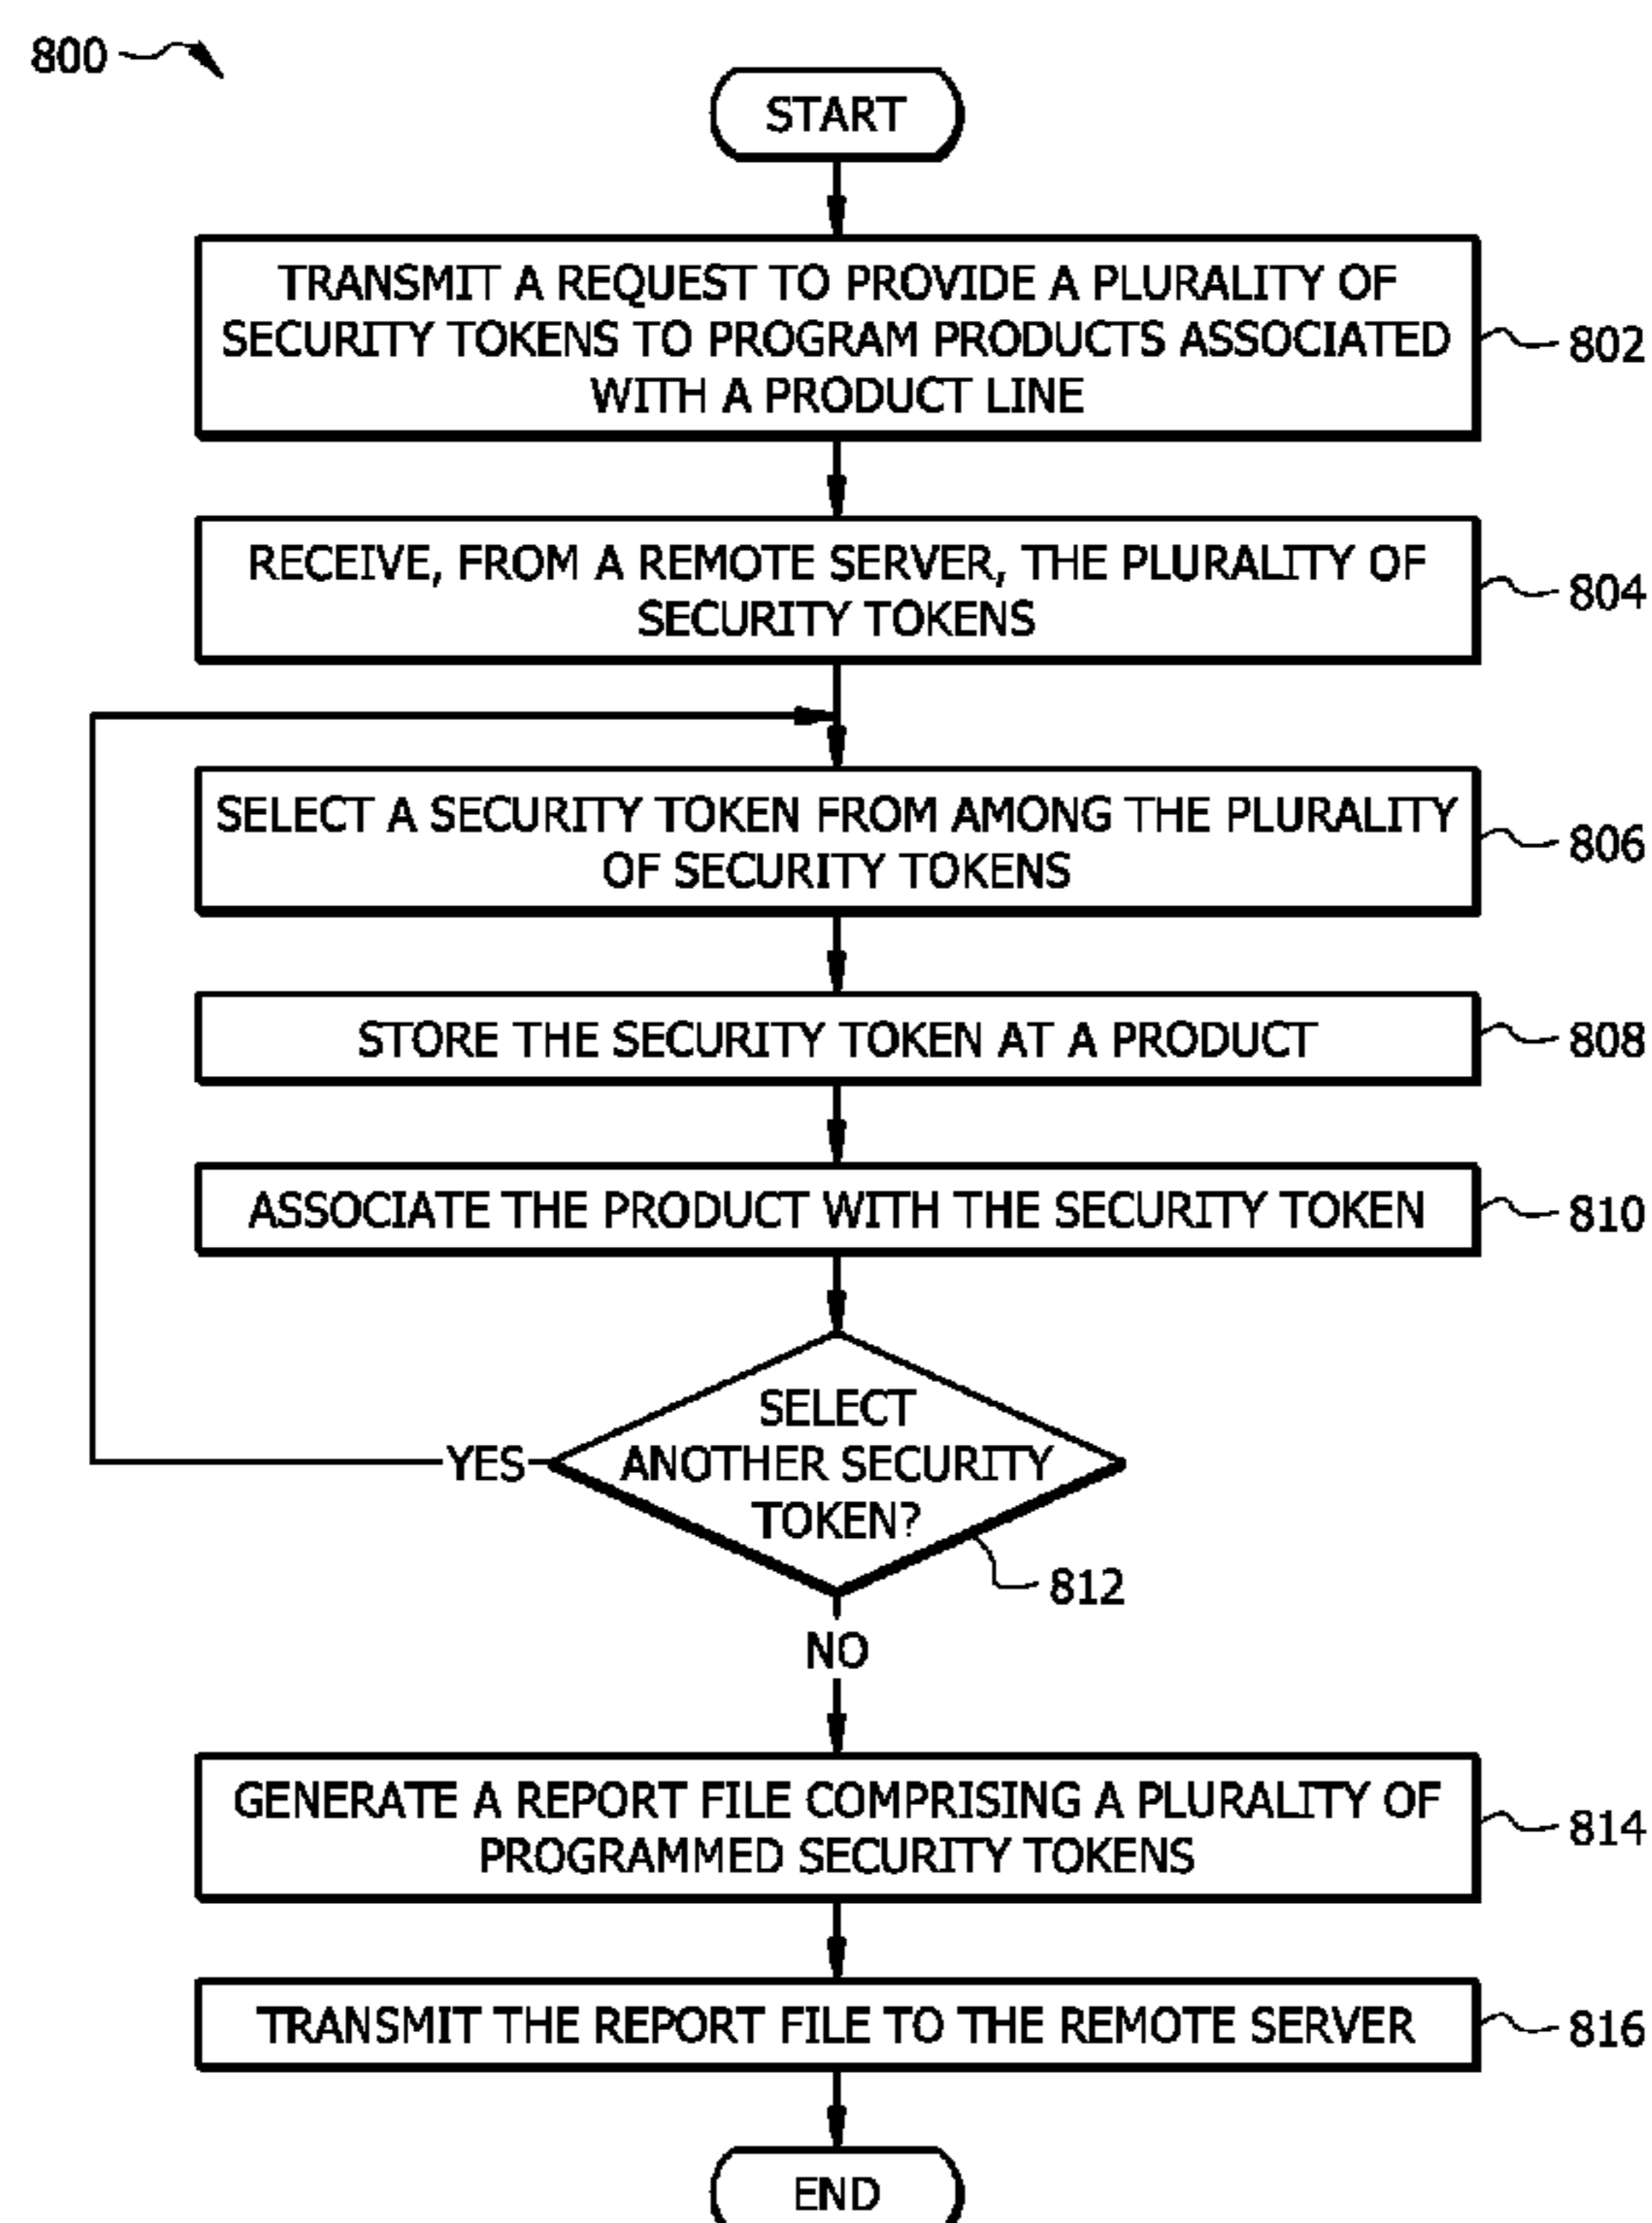 800
START
TRANSMIT A REQUEST TO PROVIDE A PLURALITY OF
SECURITY TOKENS TO PROGRAM PRODUCTS ASSOCIATED
WITH A PRODUCT LINE
802
RECEIVE, FROM A REMOTE SERVER, THE PLURALITY OF
SECURITY TOKENS
804
SELECT A SECURITY TOKEN FROM AMONG THE PLURALITY
OF SECURITY TOKENS
806
STORE THE SECURITY TOKEN AT A PRODUCT
808
ASSOCIATE THE PRODUCT WITH THE SECURITY TOKEN
810
SELECT
ANOTHER SECURITY
TOKEN?
YES
812
NO
GENERATE A REPORT FILE COMPRISING A PLURALITY OF
PROGRAMMED SECURITY TOKENS
814
TRANSMIT THE REPORT FILE TO THE REMOTE SERVER
816
END